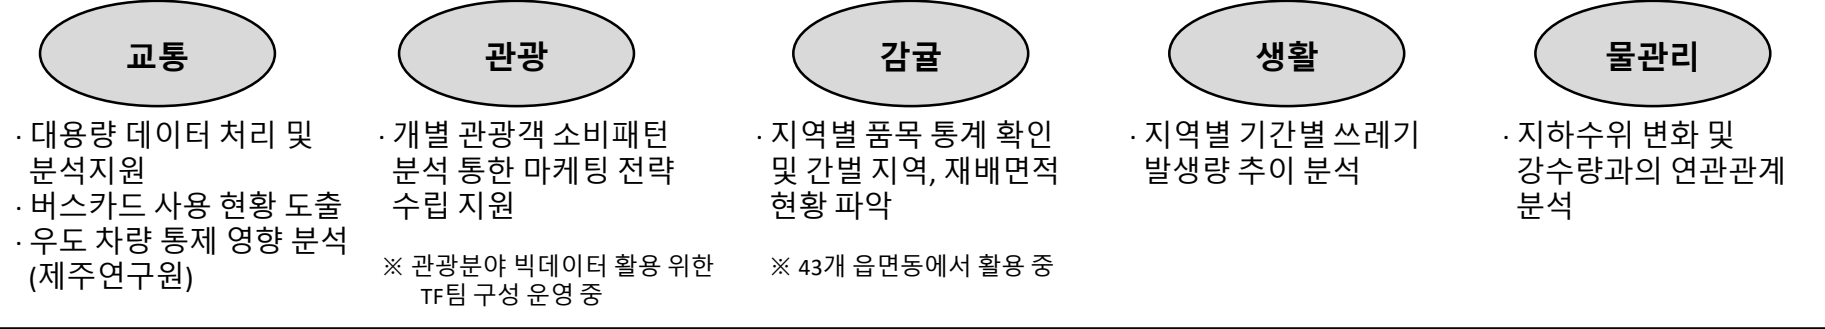 교통
· 대용량 데이터 처리 및
분석지원
· 버스카드 사용 현황 도출
· 우도 차량 통제 영향 분석
(제주연구원)
관광
· 개별 관광객 소비패턴
분석 통한 마케팅 전략
수립 지원
※ 관광분야 빅데이터 활용 위한
TF팀 구성 운영 중
감귤
· 지역별 품목 통계 확인
및 간벌 지역, 재배면적
현황 파악
※ 43개 읍면동에서 활용 중
생활
· 지역별 기간별 쓰레기
발생량 추이 분석
물관리
· 지하수위 변화 및
강수량과의 연관관계
분석